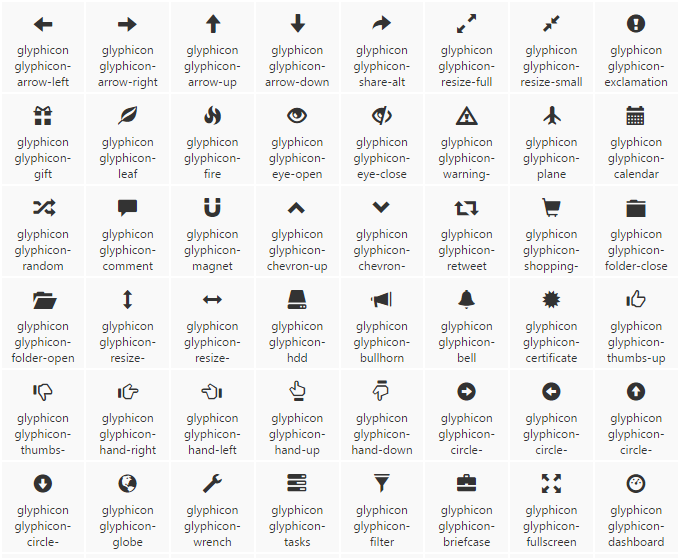 glyphicon glyphicon glyphicon glyphicon glyphicon glyphicon glyphicon glyphicon
glyphicon- glyphicon- glyphicon- glyphicon- glyphicon- glyphicon- glyphicon- glyphicon-
arrow-left arrow-right arrow-up arrow-down share-alt resize-full resize-small exclamation
glyphicon glyphicon glyphicon glyphicon glyphicon glyphicon glyphicon glyphicon
glyphicon- glyphicon- glyphicon- glyphicon- glyphicon- glyphicon- glyphicon- glyphicon-
gift leaf fire eye-open eye-close warning- plane calendar
glyphicon glyphicon glyphicon glyphicon glyphicon glyphicon glyphicon glyphicon
glyphicon- glyphicon- glyphicon- glyphicon- glyphicon- glyphicon- glyphicon- glyphicon-
random comment magnet chevron-up chevron- retweet shopping- folder-close
glyphicon glyphicon glyphicon glyphicon glyphicon glyphicon glyphicon glyphicon
glyphicon- glyphicon- glyphicon- glyphicon- glyphicon- glyphicon- glyphicon- glyphicon-
folder-open resize- resize- hdd bullhorn bell certificate thumbs-up
glyphicon glyphicon glyphicon glyphicon glyphicon glyphicon glyphicon glyphicon
glyphicon- glyphicon- glyphicon- glyphicon- glyphicon- glyphicon- glyphicon- glyphicon-
thumbs- hand-right hand-left hand-up hand-down circle- circle- circle-
glyphicon glyphicon glyphicon glyphicon glyphicon glyphicon glyphicon glyphicon
glyphicon- glyphicon- glyphicon- glyphicon- glyphicon- glyphicon- glyphicon- glyphicon-
circle- globe wrench tasks filter briefcase fullscreen dashboard